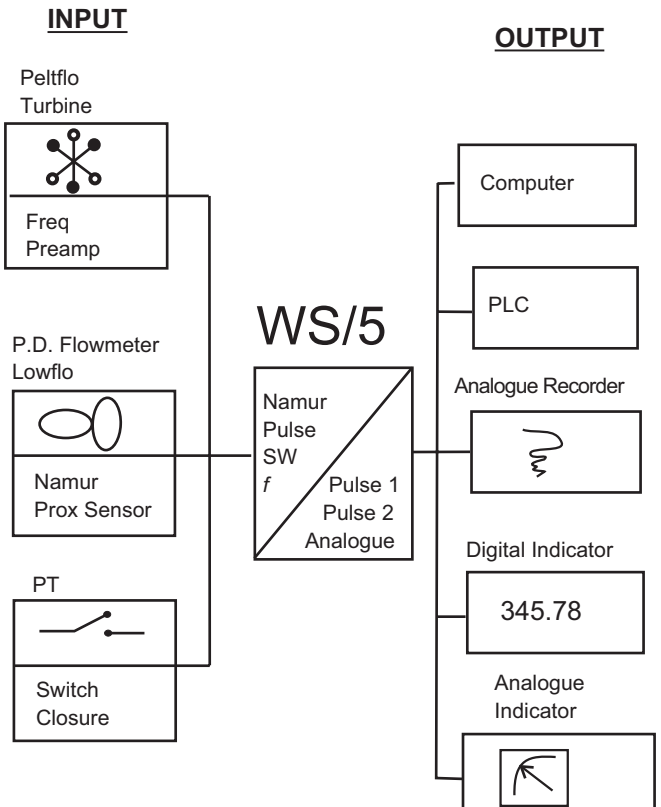 INPUT
Peltflo
Turbine
Freq
Preamp
P.D. Flowmeter
Lowflo
Namur
Prox Sensor
PT
Switch
Closure
WS/5
Namur
Pulse
SW
f
Pulse 1
Pulse 2
Analogue
OUTPUT
Computer
PLC
Analogue Recorder
Digital Indicator
345.78
Analogue
Indicator